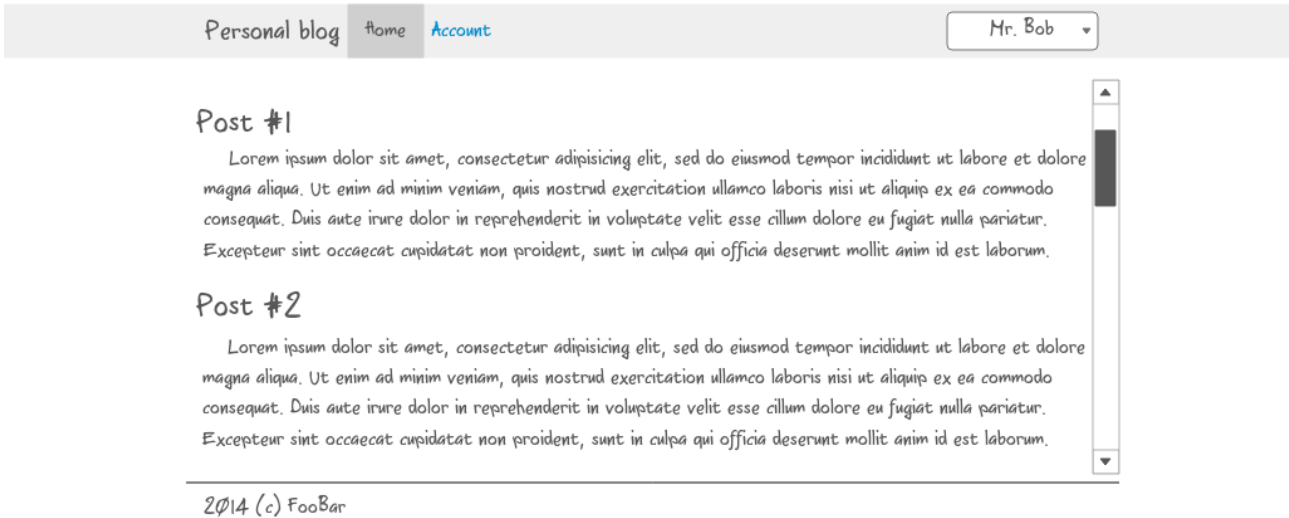 Personal blog Home Account Mr. Bob
Post #1
Lorem ipsum dolor sit amet, consectetur adipisicing elit, sed do eiusmod tempor incididunt ut labore et dolore
magna aliqua. Ut enim ad minim veniam, quis nostrud exercitation ullamco laboris nisi ut aliquip ex ea commodo
consequat. Duis aute irure dolor in reprehenderit in voluptate velit esse cillum dolore eu fugiat nulla pariatur.
Excepteur sint occaecat cupidatat non proident, sunt in culpa qui officia deserunt mollit anim id est laborum.
Post #2
Lorem ipsum dolor sit amet, consectetur adipisicing elit, sed do eiusmod tempor incididunt ut labore et dolore
magna aliqua. Ut enim ad minim veniam, quis nostrud exercitation ullamco laboris nisi ut aliquip ex ea commodo
consequat. Duis aute irure dolor in reprehenderit in voluptate velit esse cillum dolore eu fugiat nulla pariatur.
Excepteur sint occaecat cupidatat non proident, sunt in culpa qui officia deserunt mollit anim id est laborum.
2014 (c) FooBar